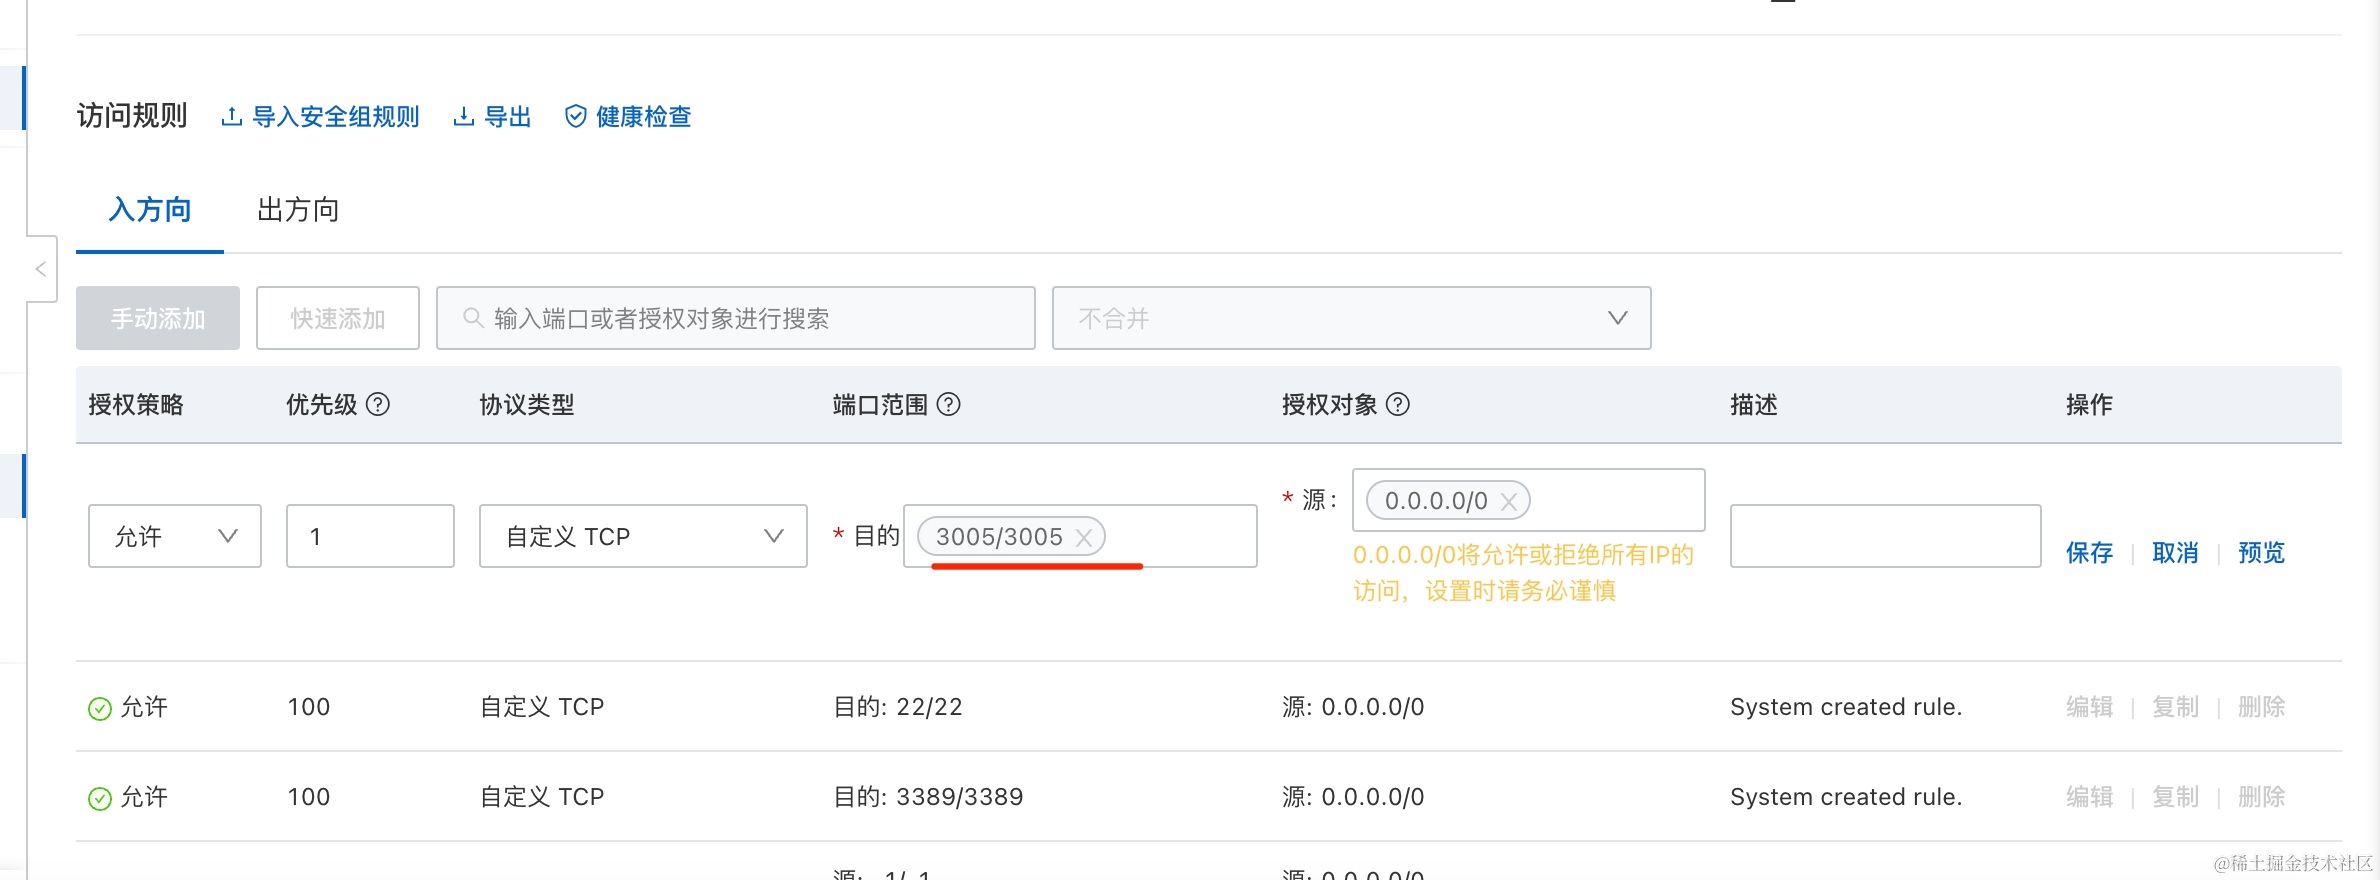 访问规则 导入安全组规则 导出 健康检查
入方向 出方向
手动添加 快速添加 输入端口或者授权对象进行搜索 不合并
授权策略 优先级 协议类型 端口范围 授权对象 描述 操作
允许 1 自定义 TCP * 目的 3005/3005 * 源: 0.0.0.0/0 保存 | 取消 | 预览
0.0.0.0/0将允许或拒绝所有IP的
访问，设置时请务必谨慎
允许 100 自定义 TCP 目的: 22/22 源: 0.0.0.0/0 System created rule. 编辑 | 复制 | 删除
允许 100 自定义 TCP 目的: 3389/3389 源: 0.0.0.0/0 System created rule. 编辑 | 复制 | 删除
源: -1/-1 源: 0.0.0.0/0
@稀土掘金技术社区